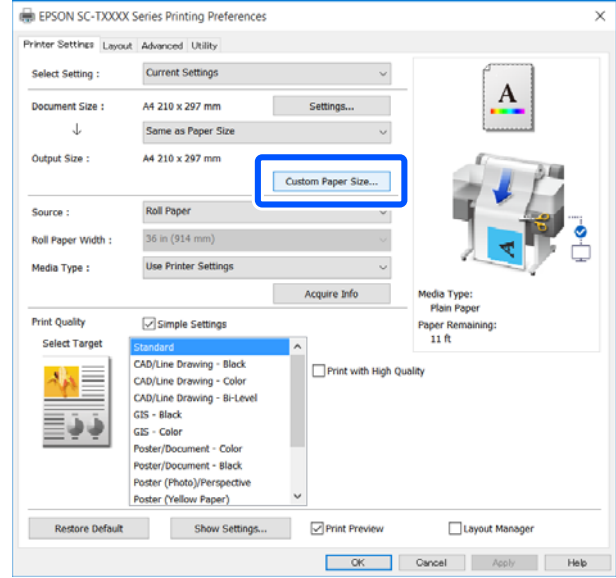 EPSON SC-TXXXX Series Printing Preferences
Printer Settings Layout Advanced Utility
Select Setting : Current Settings
Document Size : A4 210 x 297 mm Settings...
↓ Same as Paper Size
Output Size : A4 210 x 297 mm
Custom Paper Size...
Source : Roll Paper
Roll Paper Width : 36 in (914 mm)
Media Type : Use Printer Settings
Acquire Info
A
A
Media Type:
Plain Paper
Paper Remaining:
11 ft
Print Quality Simple Settings
Select Target
Standard
CAD/Line Drawing - Black
CAD/Line Drawing - Color
CAD/Line Drawing - Bi-Level
GIS - Black
GIS - Color
Poster/Document - Color
Poster/Document - Black
Poster (Photo)/Perspective
Poster (Yellow Paper)
Print with High Quality
Restore Default Show Settings... Print Preview Layout Manager
OK Cancel Apply Help